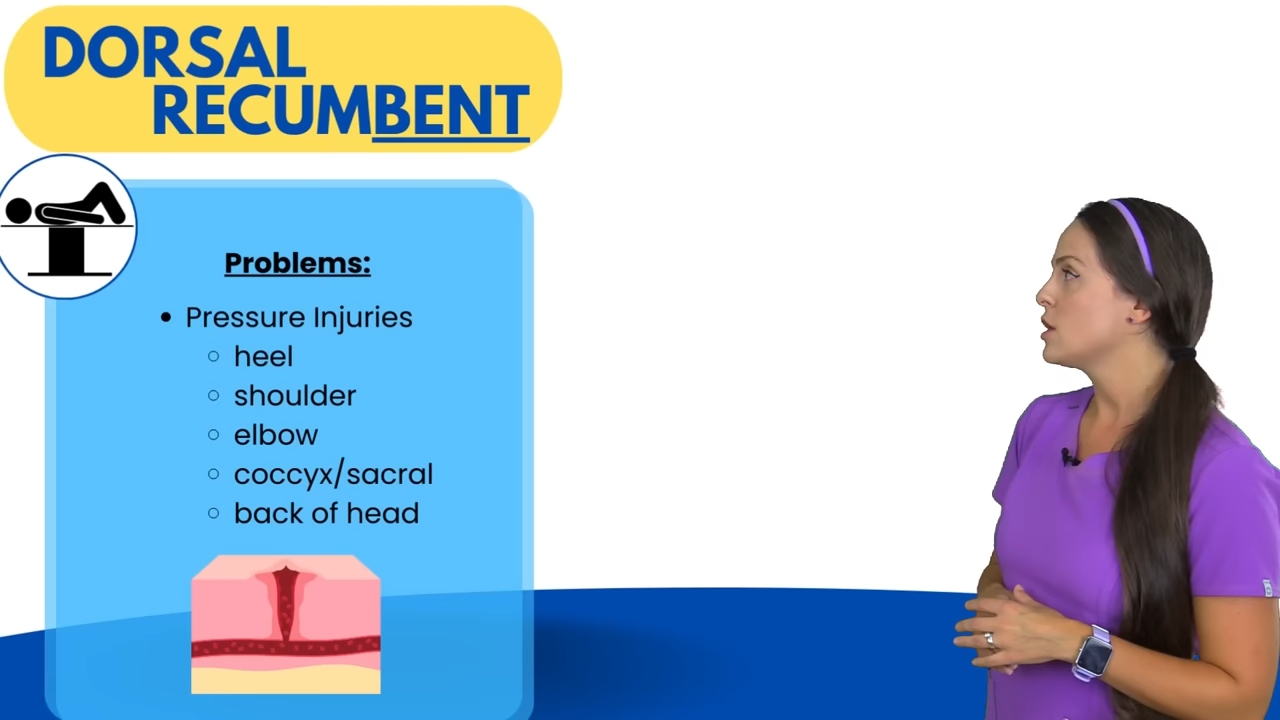 DORSAL
RECUMBENT
Problems:
Pressure Injuries
heel
shoulder
elbow
coccyx/sacral
back of head